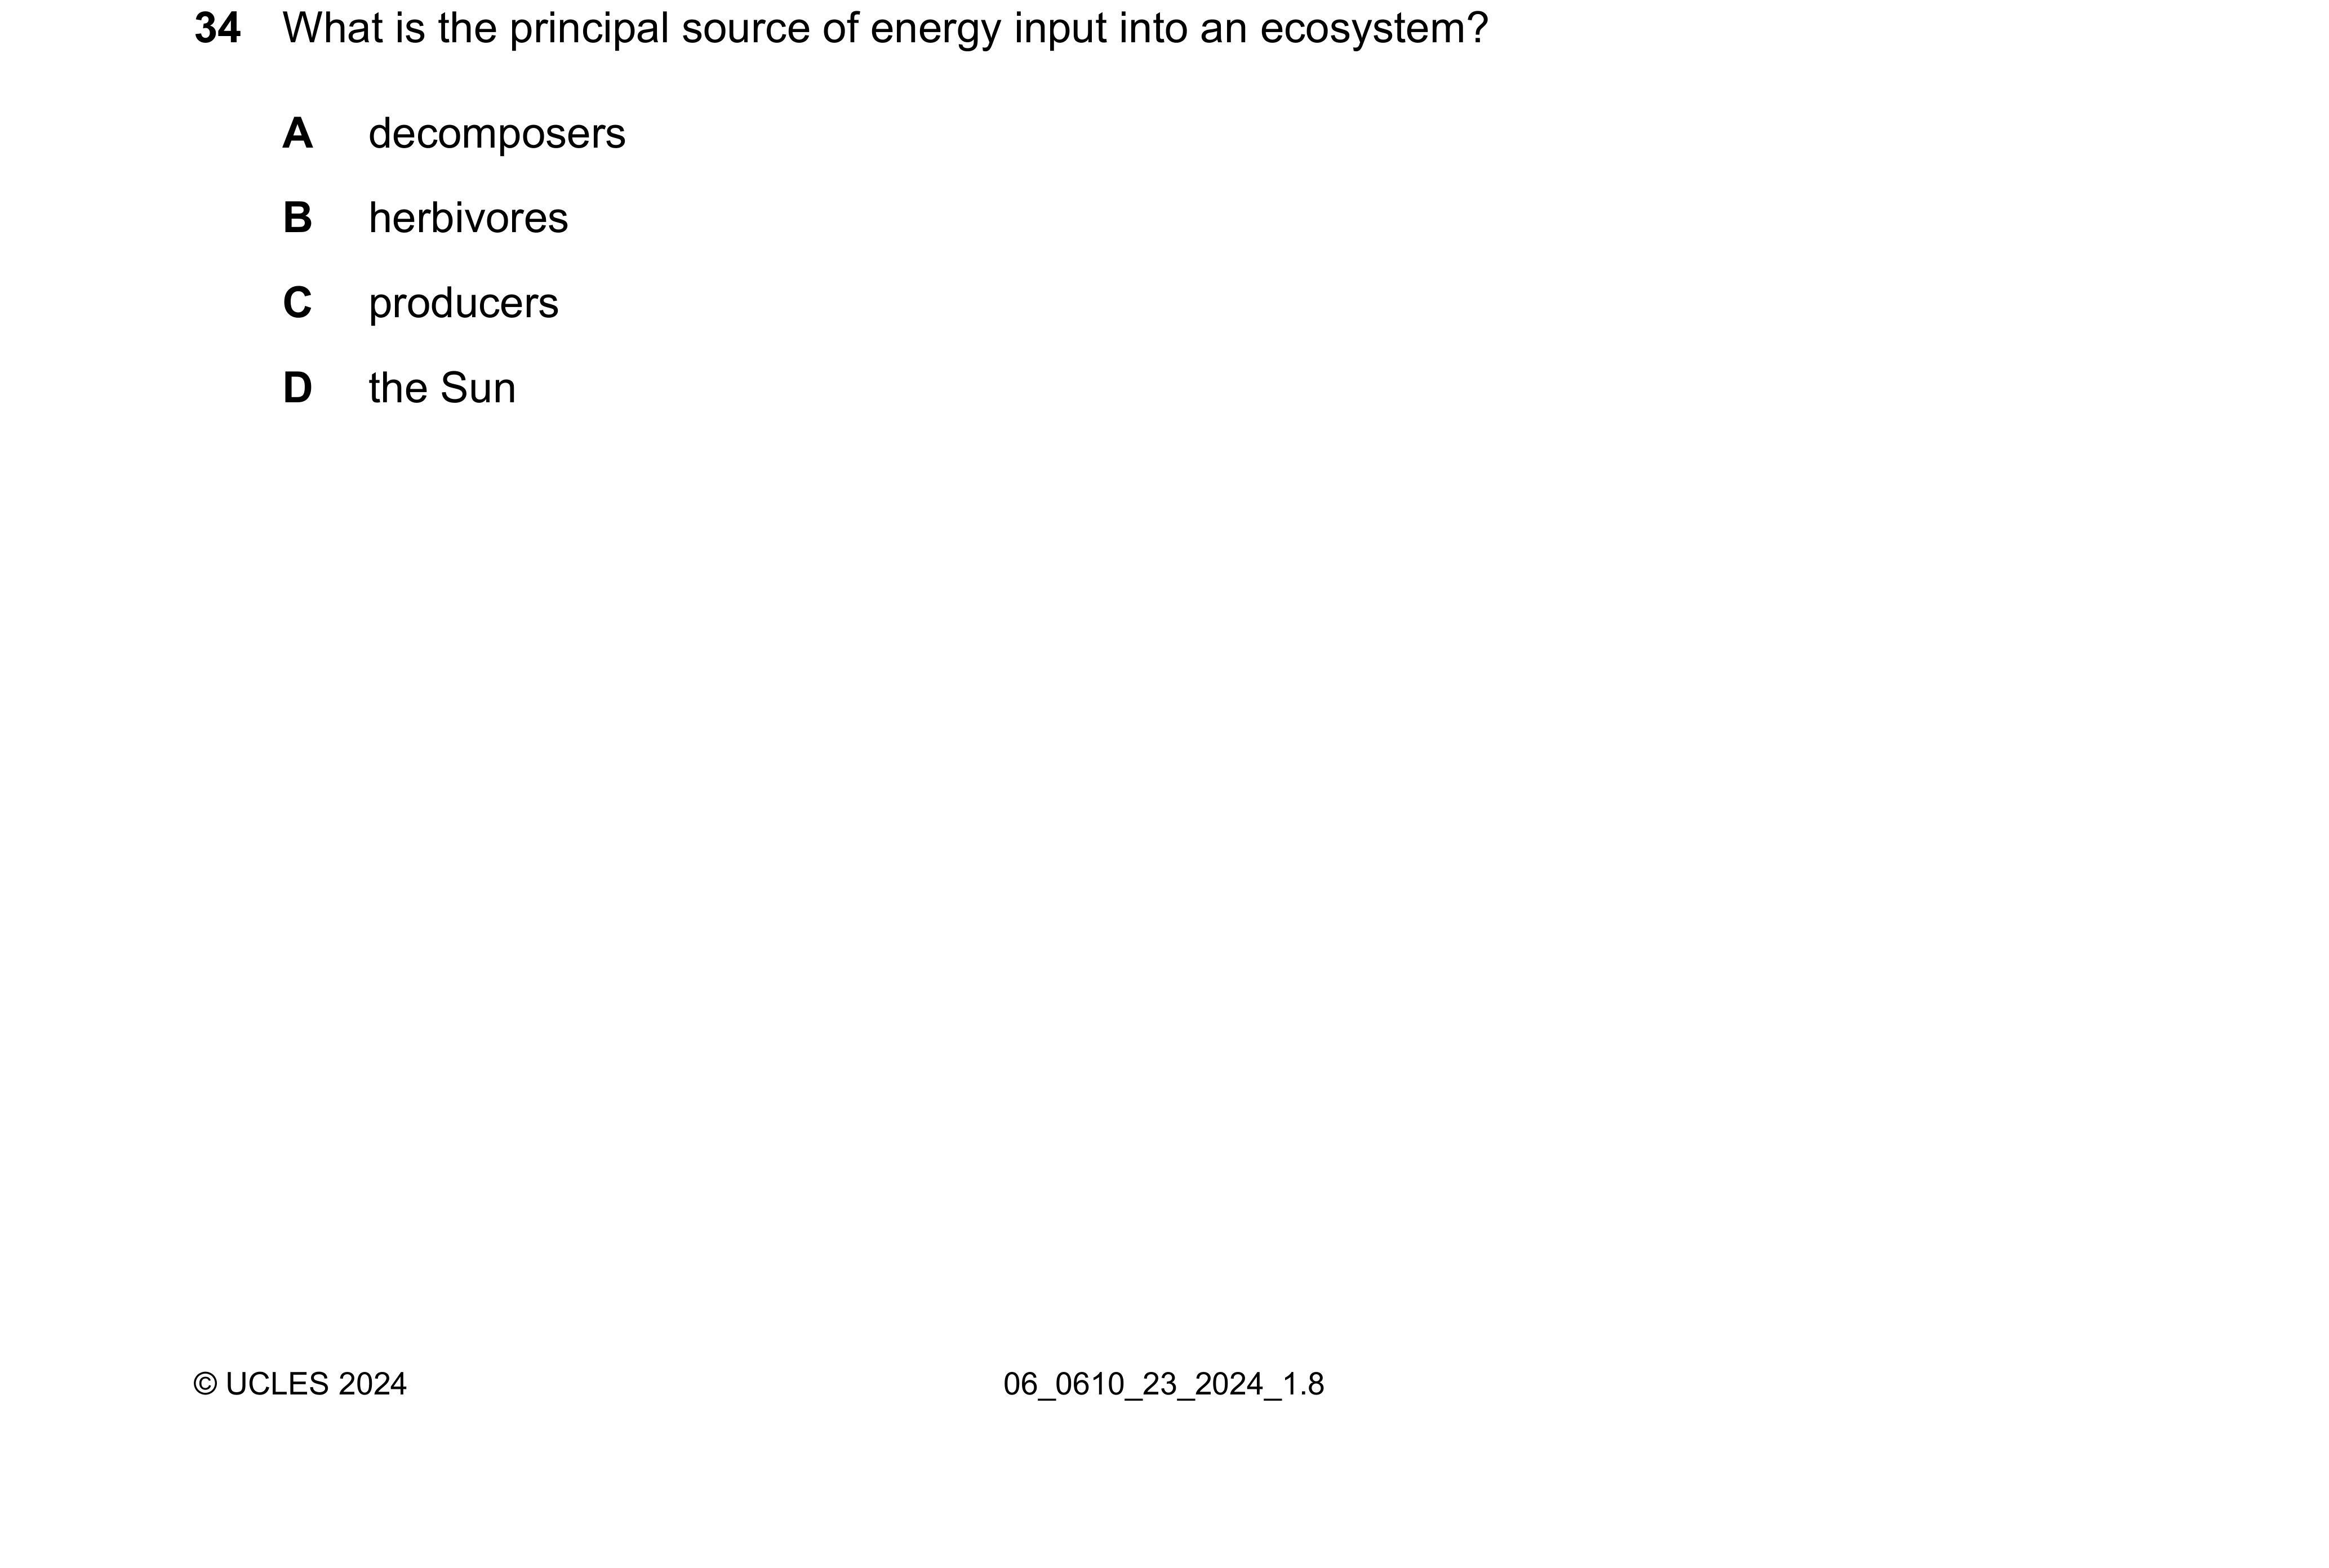 34 What is the principal source of energy input into an ecosystem?
A decomposers
B herbivores
C producers
D the Sun
© UCLES 2024 06_0610_23_2024_1.8